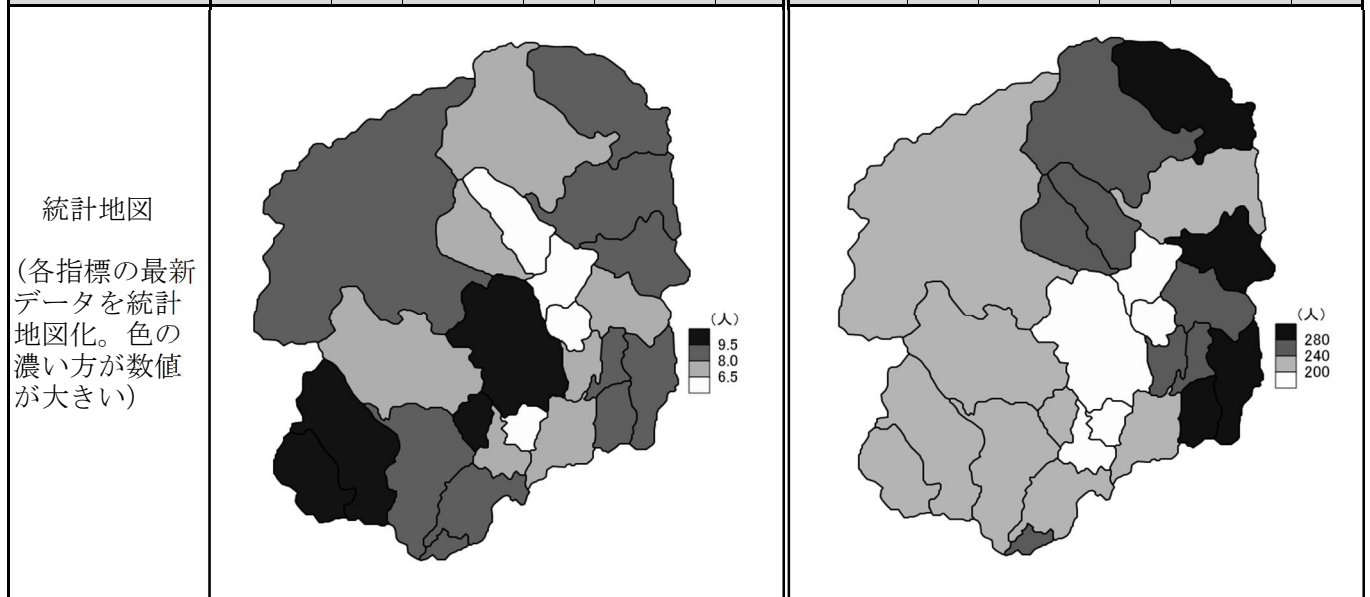 統計地図
(各指標の最新
データを統計
地図化。色の
濃い方が数値
が大きい)
(人)
9.5
8.0
6.5
(人)
280
240
200